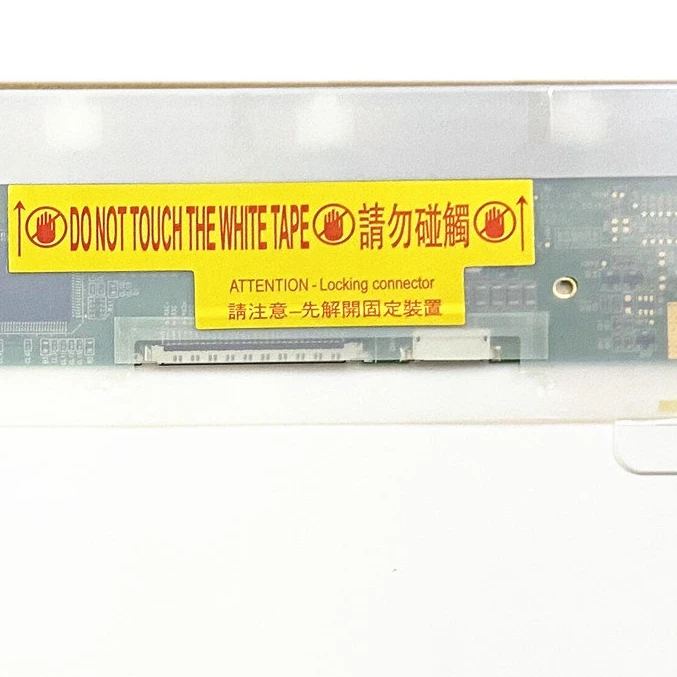 DO NOT TOUCH THE WHITE TAPE 請勿碰觸
ATTENTION - Locking connector
請注意–先解開固定裝置